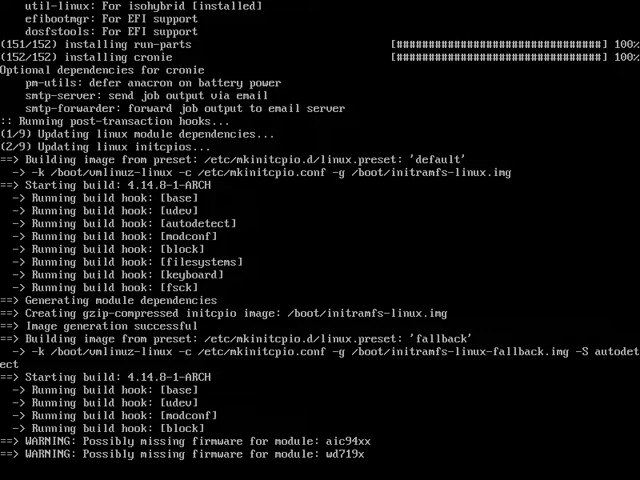 util-linux: For isohybrid [installed]
efibootmgr: For EFI support
dosfstools: For EFI support
(151/152) installing run-parts [################################] 100%
(152/152) installing cronie [################################] 100%
Optional dependencies for cronie
pm-utils: defer anacron on battery power
smtp-server: send job output via email
smtp-forwarder: forward job output to email server
:: Running post-transaction hooks...
(1/9) Updating linux module dependencies...
(2/9) Updating linux initcpios...
==> Building image from preset: /etc/mkinitcpio.d/linux.preset: 'default'
-> -k /boot/vmlinuz-linux -c /etc/mkinitcpio.conf -g /boot/initramfs-linux.img
==> Starting build: 4.14.8-1-ARCH
-> Running build hook: [base]
-> Running build hook: [udev]
-> Running build hook: [autodetect]
-> Running build hook: [modconf]
-> Running build hook: [block]
-> Running build hook: [filesystems]
-> Running build hook: [keyboard]
-> Running build hook: [fsck]
==> Generating module dependencies
==> Creating gzip-compressed initcpio image: /boot/initramfs-linux.img
==> Image generation successful
==> Building image from preset: /etc/mkinitcpio.d/linux.preset: 'fallback'
-> -k /boot/vmlinuz-linux -c /etc/mkinitcpio.conf -g /boot/initramfs-linux-fallback.img -S autodet
ect
==> Starting build: 4.14.8-1-ARCH
-> Running build hook: [base]
-> Running build hook: [udev]
-> Running build hook: [modconf]
-> Running build hook: [block]
==> WARNING: Possibly missing firmware for module: aic94xx
==> WARNING: Possibly missing firmware for module: wd719x